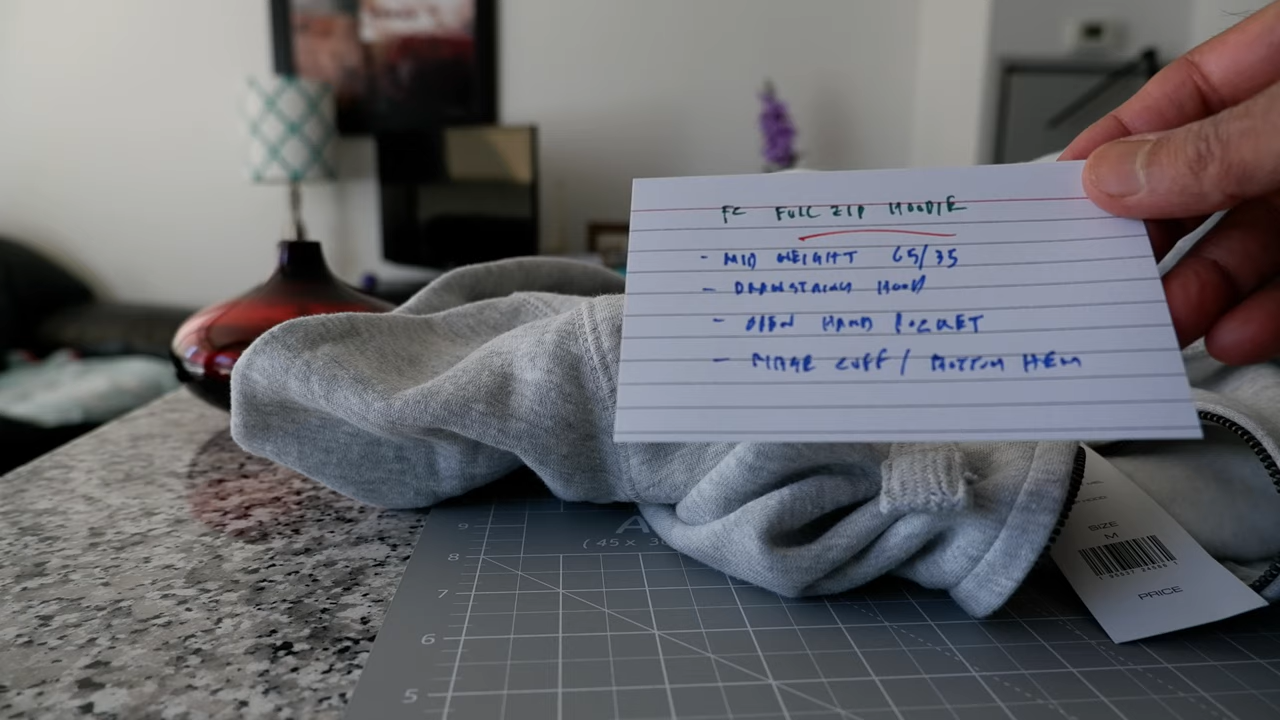 FC FULL ZIP HOODIE
- MID WEIGHT 65/35
- DRAWSTRING HOOD
- OPEN HAND POCKET
- CUFF / BOTTOM HEM
9
8
7
6
5
SIZE
M
PRICE